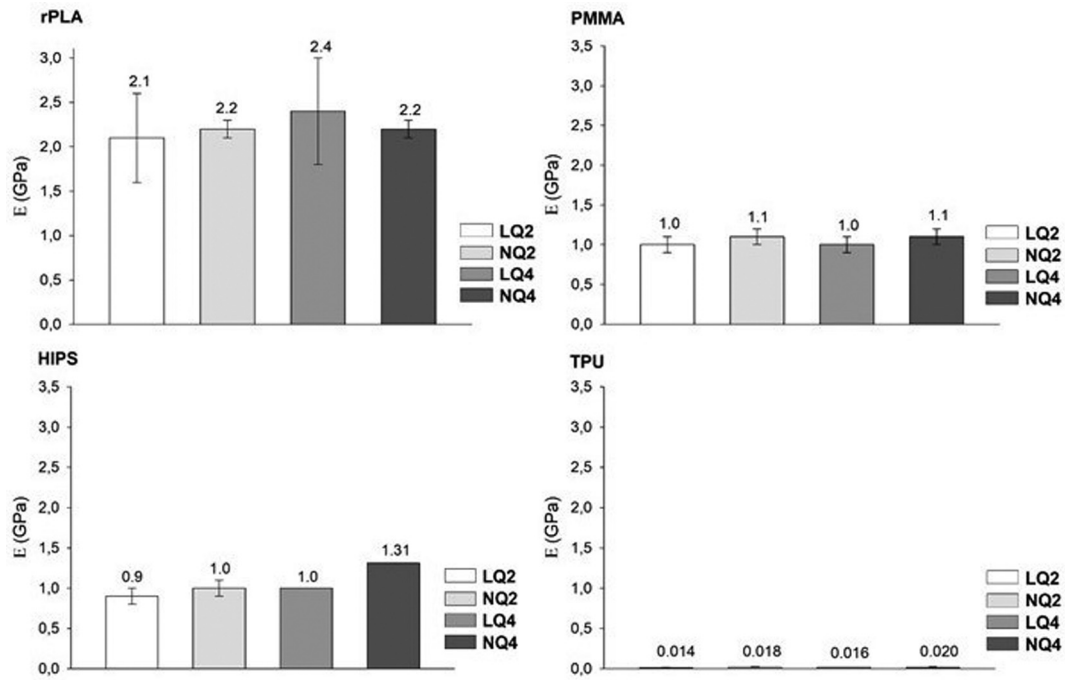 rPLA
E (GPa)
3,0
2,5
2,0
1,5
1,0
0,5
0,0
2.1
2.2
2.4
2.2
LQ2
NQ2
LQ4
NQ4
PMMA
E (GPa)
3,5
3,0
2,5
2,0
1,5
1,0
0,5
0,0
1.0
1.1
1.0
1.1
LQ2
NQ2
LQ4
NQ4
HIPS
E (GPa)
3,5
3,0
2,5
2,0
1,5
1,0
0,5
0,0
0.9
1.0
1.0
1.31
LQ2
NQ2
LQ4
NQ4
TPU
E (GPa)
3,5
3,0
2,5
2,0
1,5
1,0
0,5
0,0
0.014
0.018
0.016
0.020
LQ2
NQ2
LQ4
NQ4